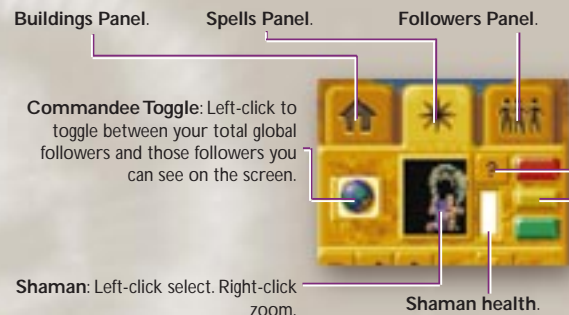 Buildings Panel.
Spells Panel.
Followers Panel.
Commandee Toggle: Left-click to
toggle between your total global
followers and those followers you
can see on the screen.
?
Shaman: Left-click select. Right-click
zoom.
Shaman health.